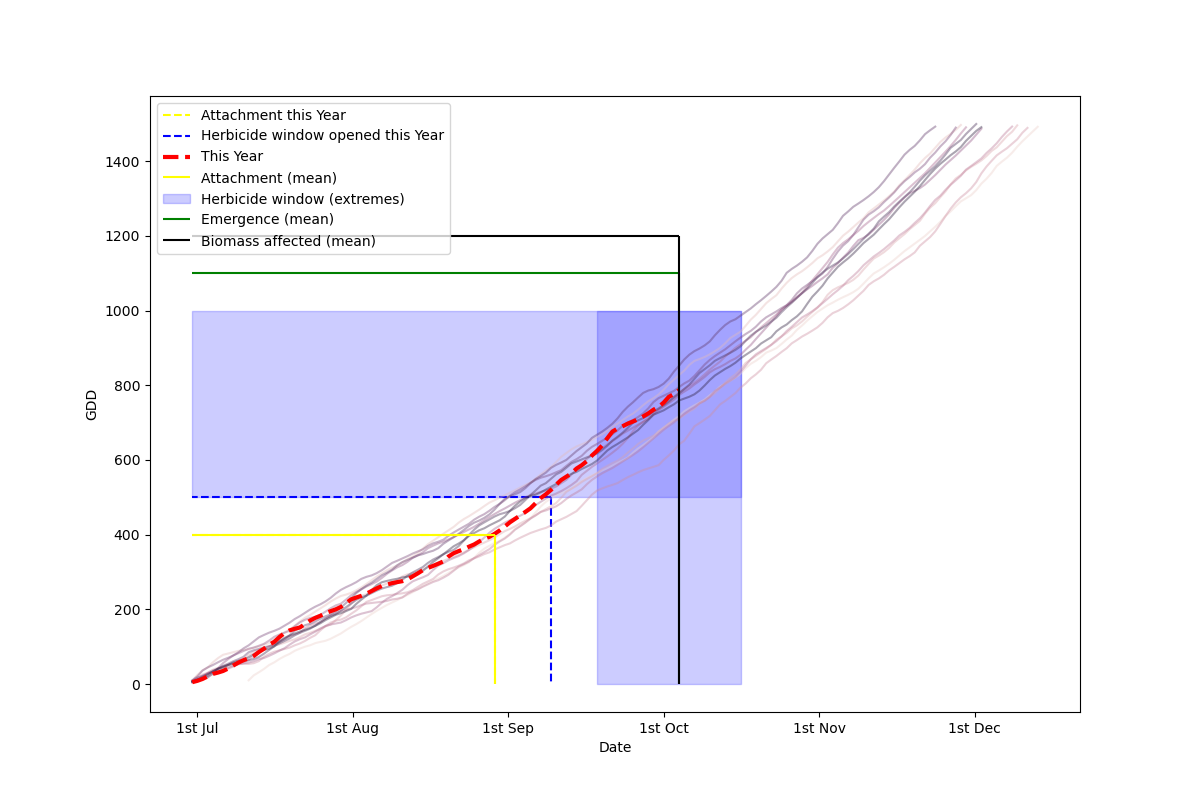 Attachment this Year
Herbicide window opened this Year
This Year
Attachment (mean)
Herbicide window (extremes)
Emergence (mean)
Biomass affected (mean)
GDD
1400
1200
1000
800
600
400
200
0
1st Jul
1st Aug
1st Sep
1st Oct
1st Nov
1st Dec
Date